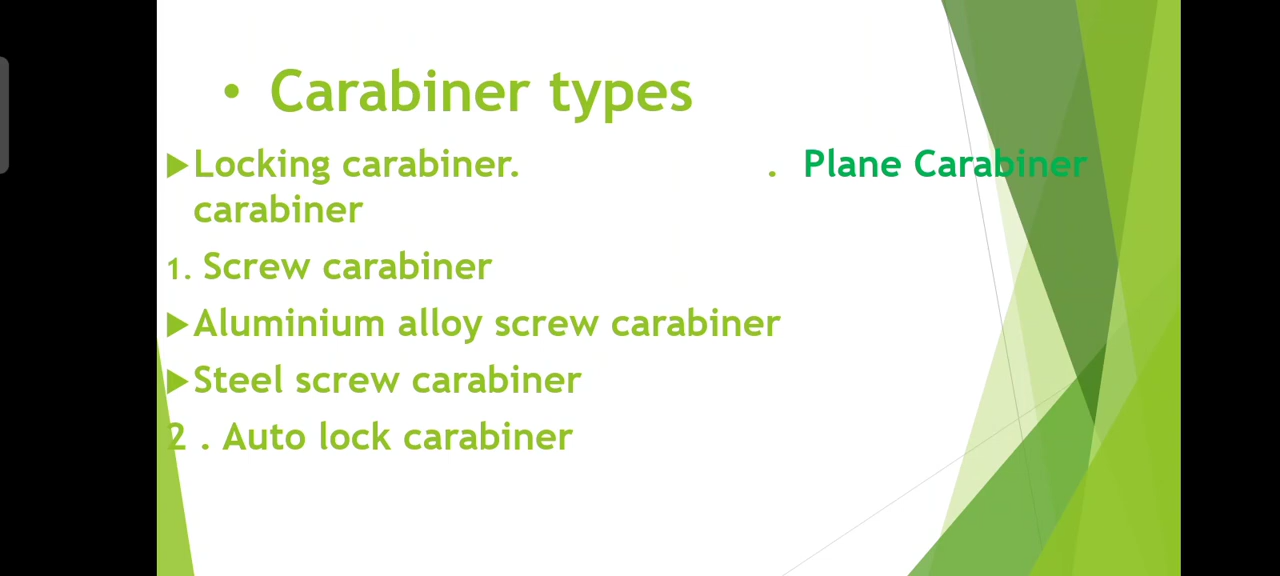 • Carabiner types
Locking carabiner. . Plane Carabiner
carabiner
1. Screw carabiner
Aluminium alloy screw carabiner
Steel screw carabiner
2 . Auto lock carabiner